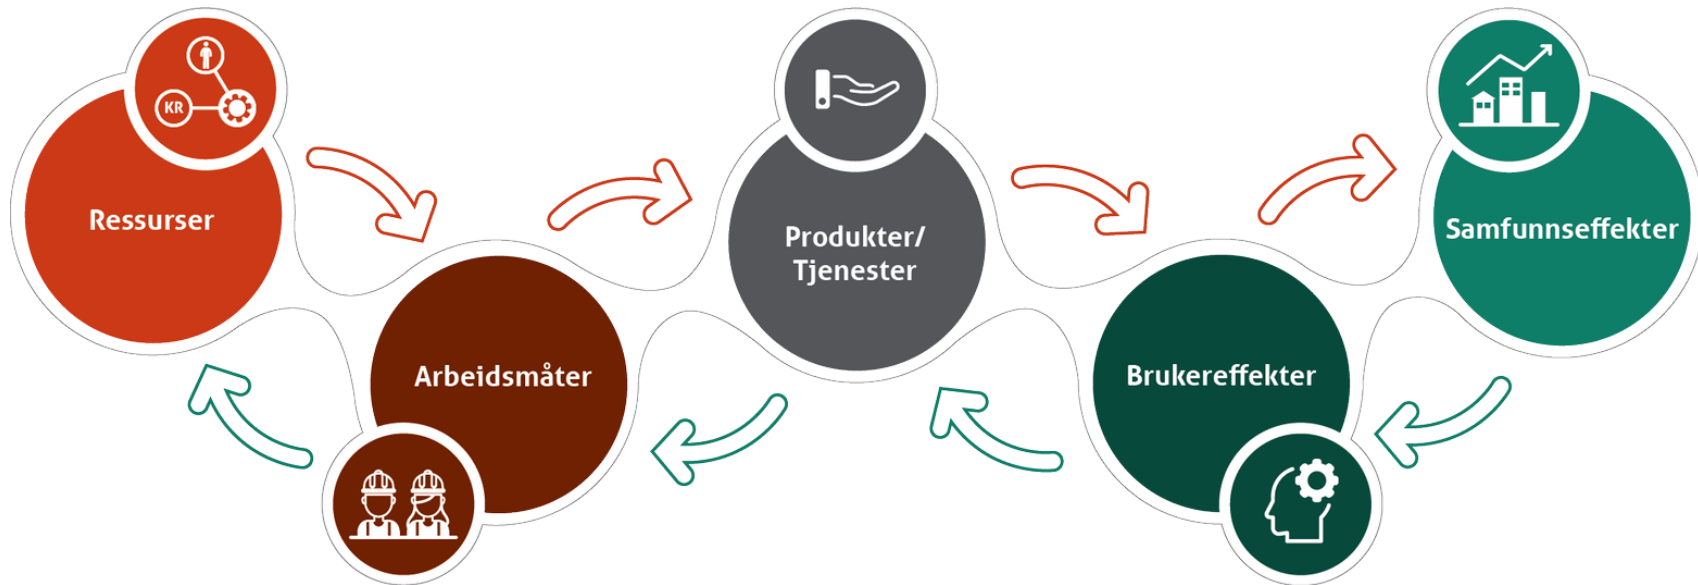 KR
Ressurser
Arbeidsmåter
Produkter/
Tjenester
Brukereffekter
Samfunnseffekter